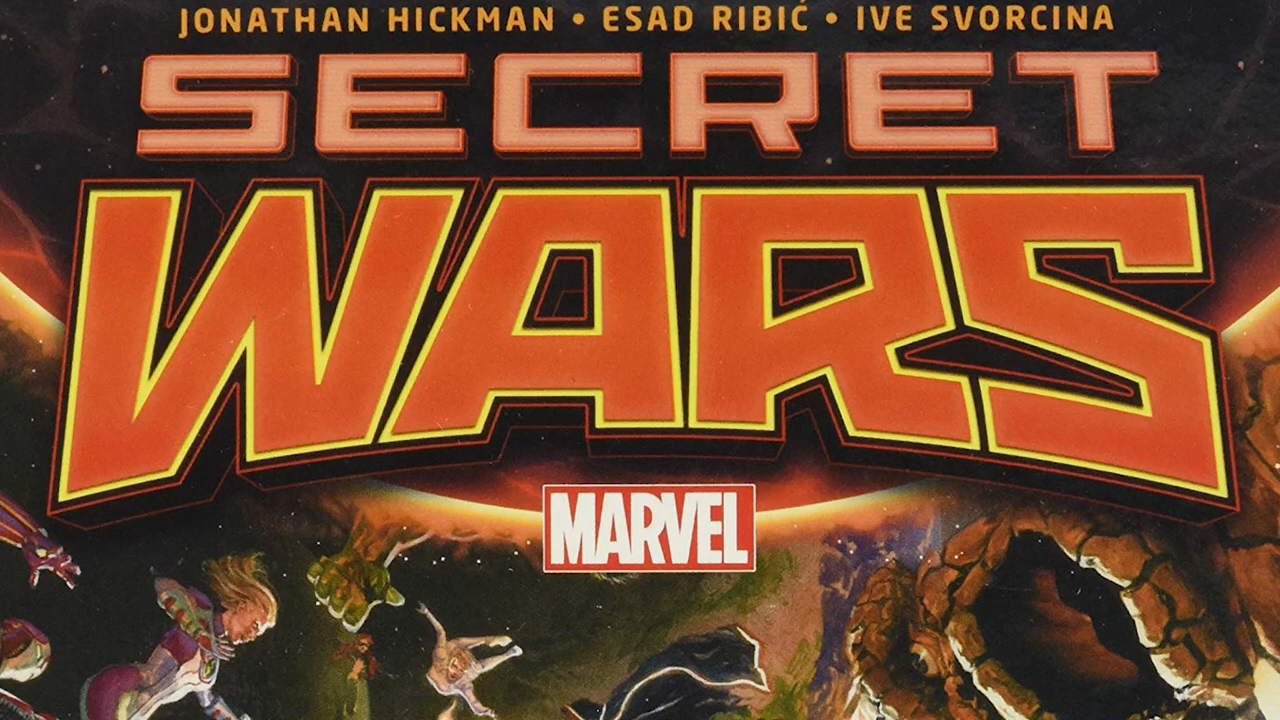 JONATHAN HICKMAN • ESAD RIBIĆ • IVE SVORCINA
SECRET
WARS
MARVEL